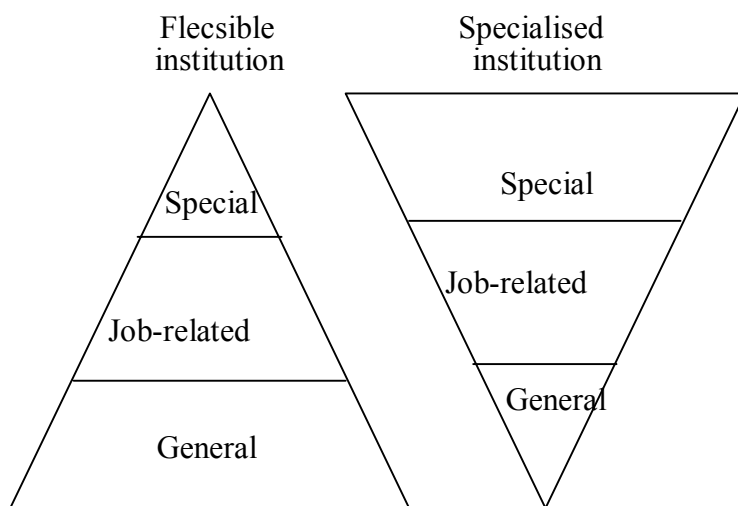 Flecsible
institution
Special
Job-related
General
Specialised
institution
Special
Job-related
General